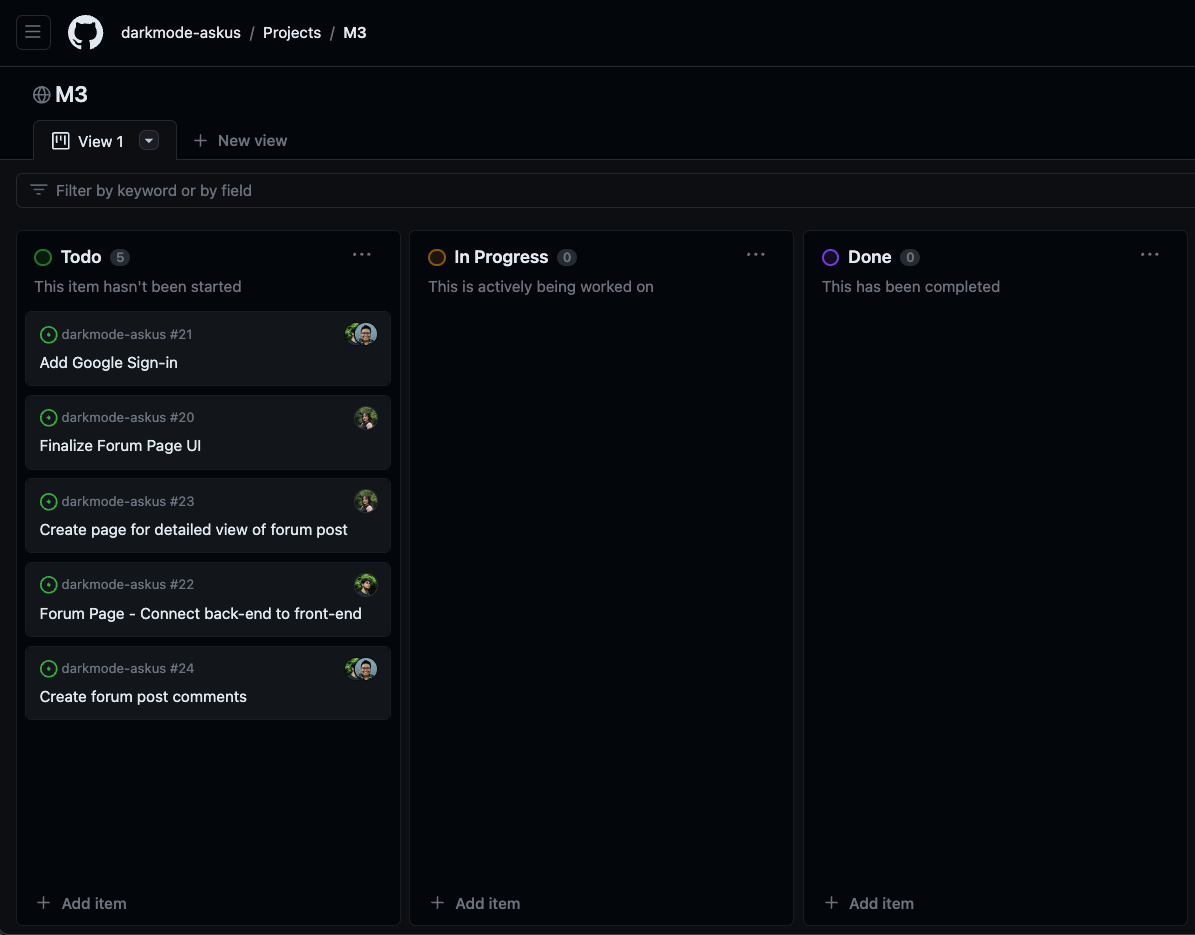 darkmode-askus / Projects / M3
M3
View 1
New view
Filter by keyword or by field
Todo 5
This item hasn't been started
darkmode-askus #21
Add Google Sign-in
darkmode-askus #20
Finalize Forum Page UI
darkmode-askus #23
Create page for detailed view of forum post
darkmode-askus #22
Forum Page - Connect back-end to front-end
darkmode-askus #24
Create forum post comments
Add item
In Progress 0
This is actively being worked on
Add item
Done 0
This has been completed
Add item